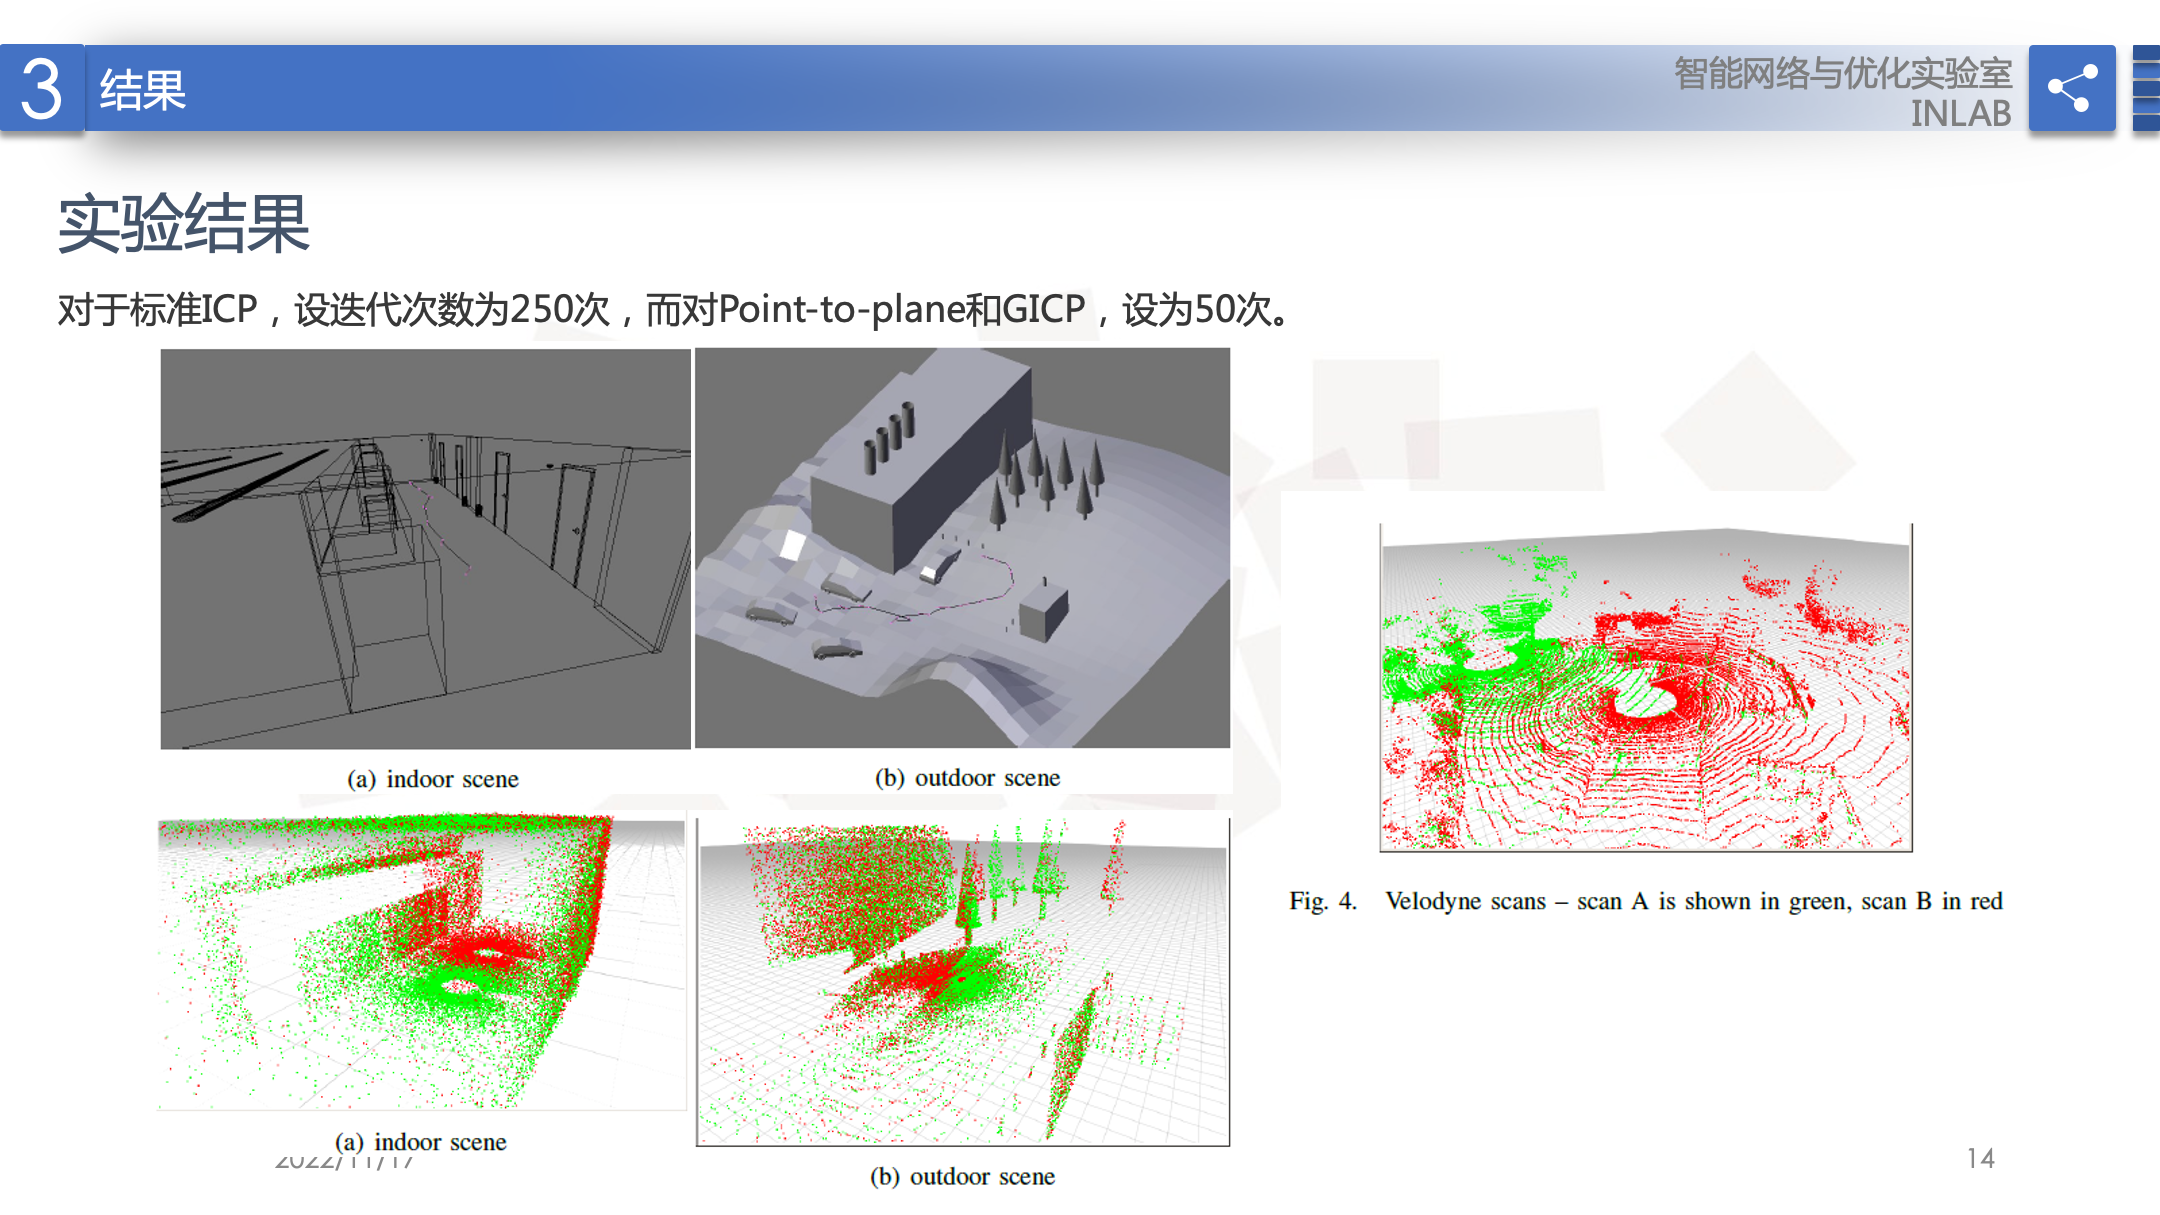 3 结果
智能网络与优化实验室
INLAB
实验结果
对于标准ICP，设迭代次数为250次，而对Point-to-plane和GICP，设为50次。
(a) indoor scene
(b) outdoor scene
Fig. 4. Velodyne scans – scan A is shown in green, scan B in red
(a) indoor scene
(b) outdoor scene
2022/11/17
14